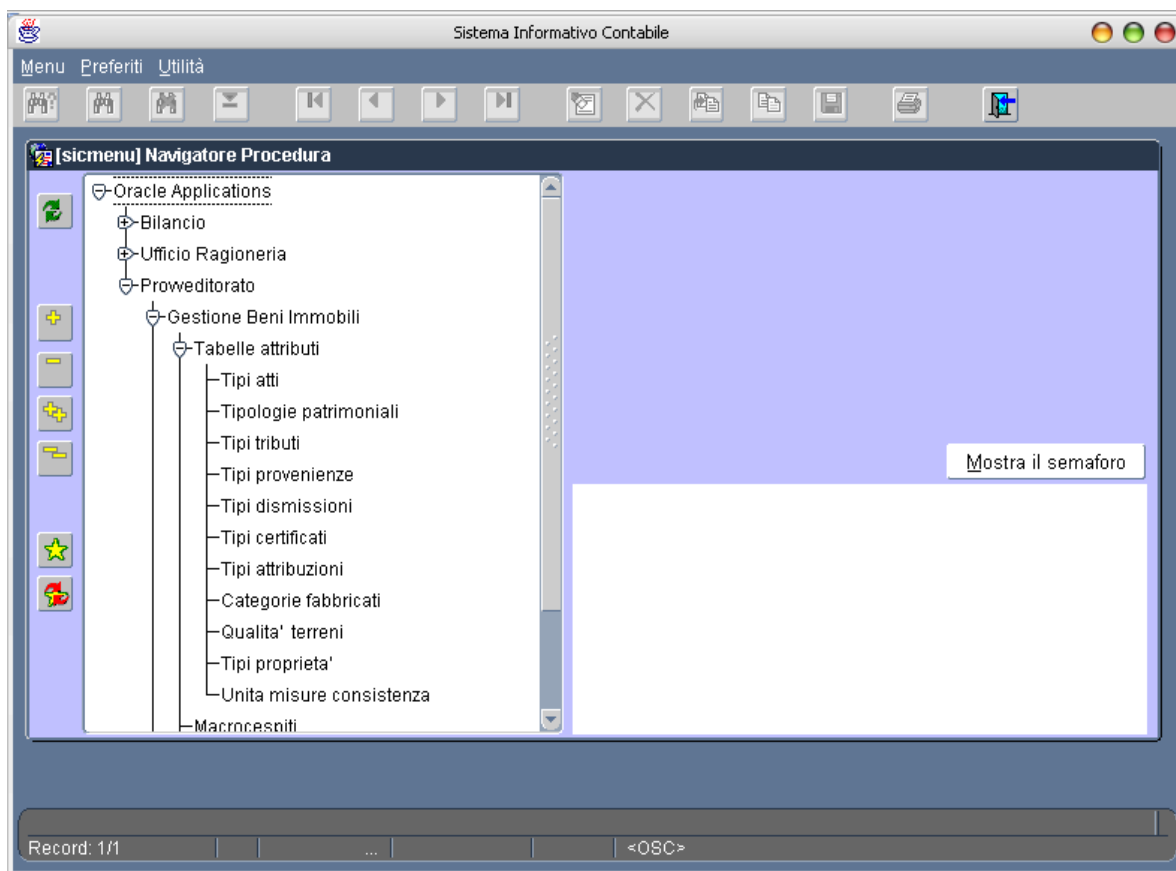 Sistema Informativo Contabile
Menu Preferiti Utilità
[sicmenu] Navigatore Procedura
Oracle Applications
Bilancio
Ufficio Ragioneria
Provveditorato
Gestione Beni Immobili
Tabelle attributi
Tipi atti
Tipologie patrimoniali
Tipi tributi
Tipi provenienze
Tipi dismissioni
Tipi certificati
Tipi attribuzioni
Categorie fabbricati
Qualita' terreni
Tipi proprieta'
Unita misure consistenza
Macrocespiti
Mostra il semaforo
Record: 1/1 ... <OSC>